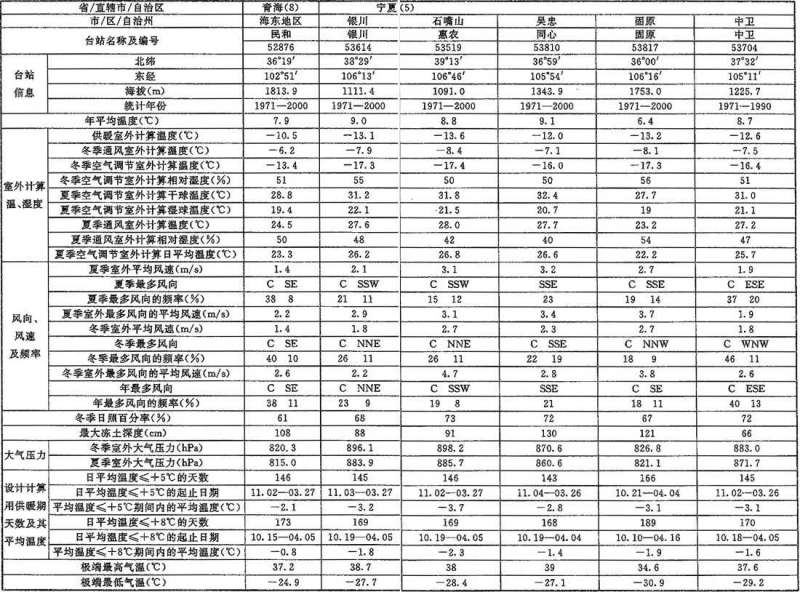 省/直辖市/自治区 青海(8) 宁夏(5)
市/区/自治州 海东地区 银川 石嘴山 吴忠 固原 中卫
台站名称及编号 民和 银川 惠农 同心 固原 中卫
52876 53614 53519 53810 53817 53704
台站信息
北纬 36°19′ 38°29′ 39°13′ 36°59′ 36°00′ 37°32′
东经 102°51′ 106°13′ 106°46′ 105°54′ 106°16′ 105°11′
海拔(m) 1813.9 1111.4 1091.0 1343.9 1753.0 1225.7
统计年份 1971—2000 1971—2000 1971—2000 1971—2000 1971—2000 1971—1990
年平均温度(℃) 7.9 9.0 8.8 9.1 6.4 8.7
室外计算温、湿度
供暖室外计算温度(℃) -10.5 -13.1 -13.6 -12.0 -13.2 -12.6
冬季通风室外计算温度(℃) -6.2 -7.9 -8.4 -7.1 -8.1 -7.5
冬季空气调节室外计算温度(℃) -13.4 -17.3 -17.4 -16.0 -17.3 -16.4
冬季空气调节室外计算相对湿度(%) 51 55 50 50 56 51
夏季空气调节室外计算干球温度(℃) 28.8 31.2 31.8 32.4 27.7 31.0
夏季空气调节室外计算湿球温度(℃) 19.4 22.1 21.5 20.7 19 21.1
夏季通风室外计算温度(℃) 24.5 27.6 28.0 27.7 23.2 27.2
夏季通风室外计算相对湿度(%) 50 48 42 40 54 47
夏季空气调节室外计算日平均温度(℃) 23.3 26.2 26.8 26.6 22.2 25.7
风向、风速及频率
夏季室外平均风速(m/s) 1.4 2.1 3.1 3.2 2.7 1.9
夏季最多风向 C SE C SSW C SSW SSE C SE C ESE
夏季最多风向的频率(%) 38 8 21 11 15 12 23 19 14 37 20
夏季室外最多风向的平均风速(m/s) 2.2 2.9 3.1 3.4 3.7 1.9
冬季室外平均风速(m/s) 1.4 1.8 2.7 2.3 2.7 1.8
冬季最多风向 C SE C NNE C NNE C SSE C NNW C WNW
冬季最多风向的频率(%) 40 10 26 11 26 11 22 19 18 9 46 11
冬季室外最多风向的平均风速(m/s) 2.6 2.2 4.7 2.8 3.8 2.6
年最多风向 C SE C NNE C SSW SSE C SE C ESE
年最多风向的频率(%) 38 11 23 9 19 8 21 18 11 40 13
冬季日照百分率(%) 61 68 73 72 67 72
最大冻土深度(cm) 108 88 91 130 121 66
大气压力
冬季室外大气压力(hPa) 820.3 896.1 898.2 870.6 826.8 883.0
夏季室外大气压力(hPa) 815.0 883.9 885.7 860.6 821.1 871.7
设计计算用供暖期天数及其平均温度
日平均温度≤+5℃的天数 146 145 146 143 166 145
日平均温度≤+5℃的起止日期 11.02—03.27 11.03—03.27 11.02—03.27 11.04—03.26 10.21—04.04 11.02—03.26
平均温度≤+5℃期间内的平均温度(℃) -2.1 -3.2 -3.7 -2.8 -3.1 -3.1
日平均温度≤+8℃的天数 173 169 169 168 189 170
日平均温度≤+8℃的起止日期 10.15—04.05 10.19—04.05 10.19—04.05 10.19—04.04 10.10—04.16 10.18—04.05
平均温度≤+8℃期间内的平均温度(℃) -0.8 -1.8 -2.3 -1.4 -1.9 -1.6
极端最高气温(℃) 37.2 38.7 38 39 34.6 37.6
极端最低气温(℃) -24.9 -27.7 -28.4 -27.1 -30.9 -29.2